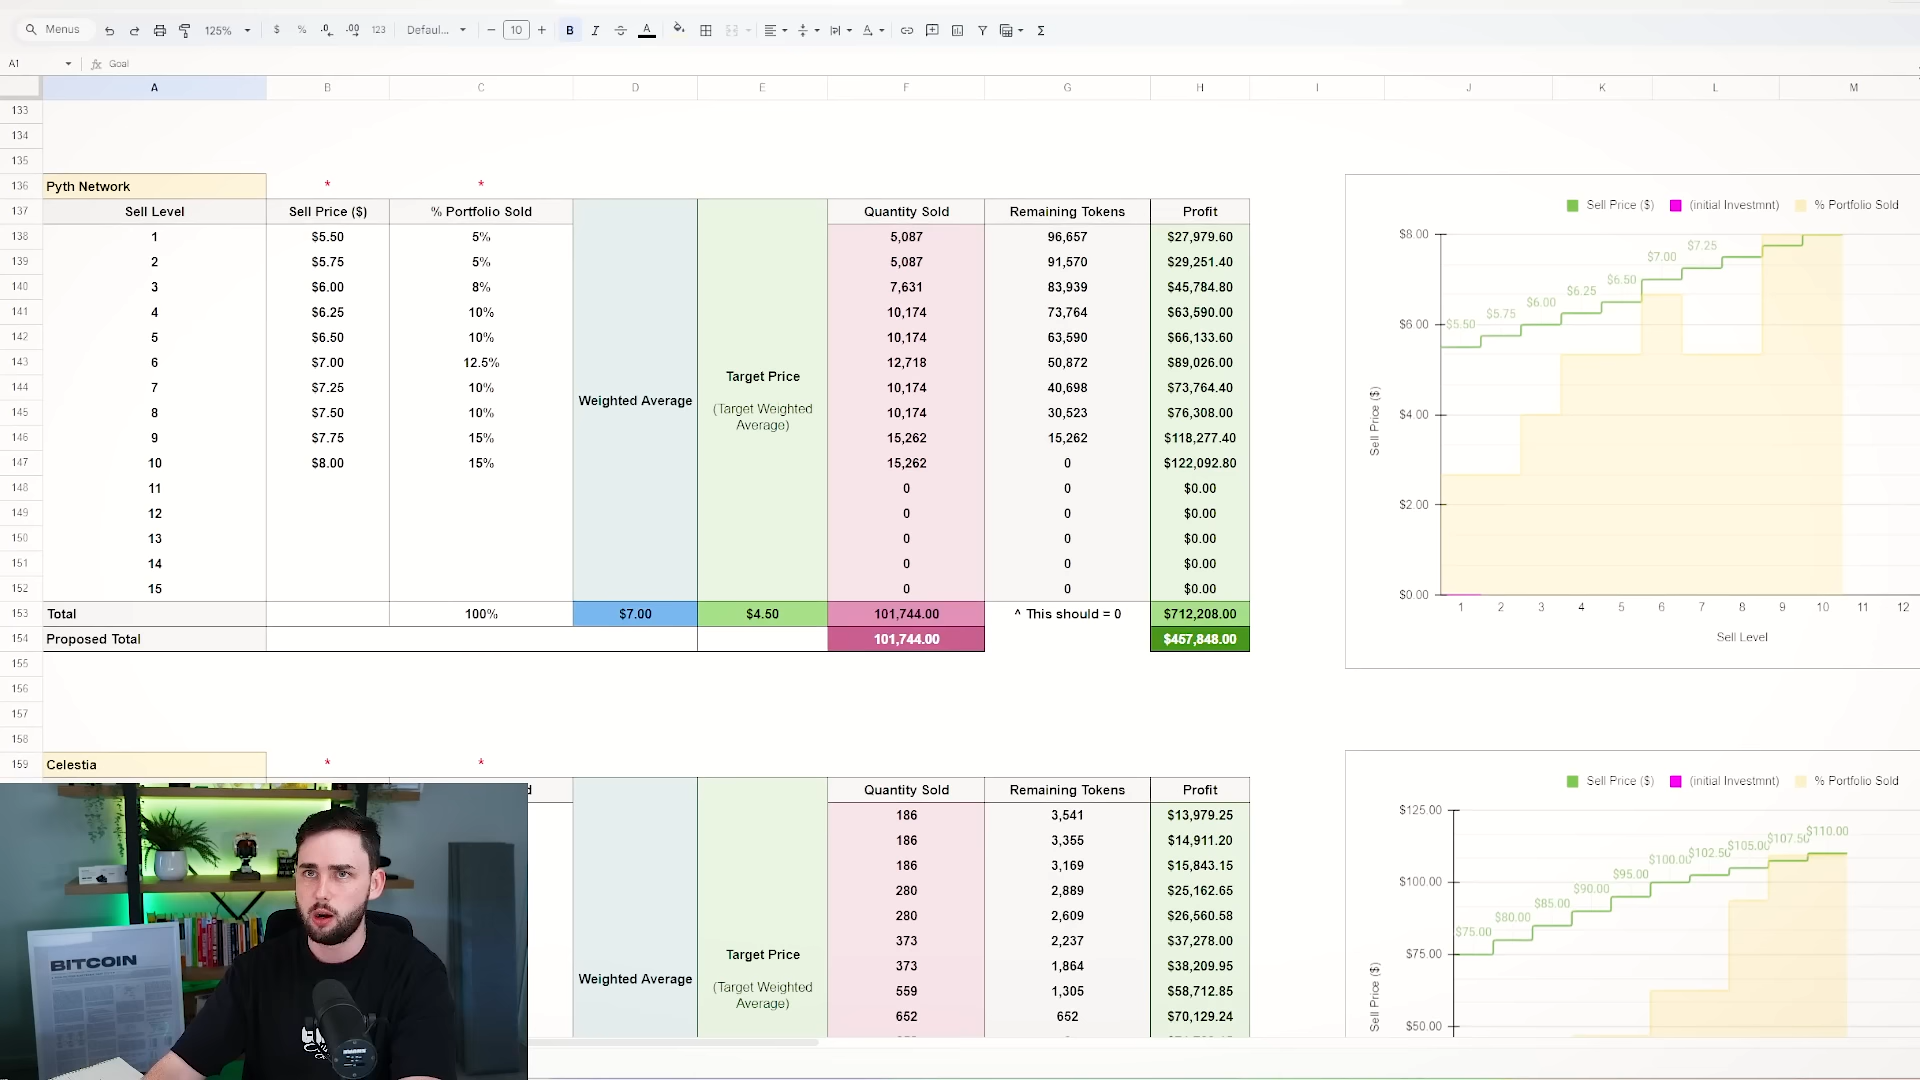 Menus 125% $ % .0 .00 123 Defaul... 10 B I A Σ
A1 fx Goal
A B C D E F G H I J K L M
133
134
135
136 Pyth Network * *
137 Sell Level Sell Price ($) % Portfolio Sold Quantity Sold Remaining Tokens Profit
138 1 $5.50 5% 5,087 96,657 $27,979.60
139 2 $5.75 5% 5,087 91,570 $29,251.40
140 3 $6.00 8% 7,631 83,939 $45,784.80
141 4 $6.25 10% 10,174 73,764 $63,590.00
142 5 $6.50 10% 10,174 63,590 $66,133.60
143 6 $7.00 12.5% 12,718 50,872 $89,026.00
144 7 $7.25 10% 10,174 40,698 $73,764.40
145 8 $7.50 10% 10,174 30,523 $76,308.00
146 9 $7.75 15% 15,262 15,262 $118,277.40
147 10 $8.00 15% 15,262 0 $122,092.80
148 11 0 0 $0.00
149 12 0 0 $0.00
150 13 0 0 $0.00
151 14 0 0 $0.00
152 15 0 0 $0.00
Weighted Average
Target Price
(Target Weighted
Average)
153 Total 100% $7.00 $4.50 101,744.00 ^ This should = 0 $712,208.00
154 Proposed Total 101,744.00 $457,848.00
155
156
157
158
159 Celestia * *
d Quantity Sold Remaining Tokens Profit
186 3,541 $13,979.25
186 3,355 $14,911.20
186 3,169 $15,843.15
280 2,889 $25,162.65
280 2,609 $26,560.58
373 2,237 $37,278.00
373 1,864 $38,209.95
559 1,305 $58,712.85
652 652 $70,129.24
Weighted Average
Target Price
(Target Weighted
Average)
Sell Price ($) (initial Investmnt) % Portfolio Sold
$8.00
$6.00
$4.00
$2.00
$0.00
Sell Price ($)
$5.50 $5.75 $6.00 $6.25 $6.50 $7.00 $7.25
1 2 3 4 5 6 7 8 9 10 11 12
Sell Level
Sell Price ($) (initial Investmnt) % Portfolio Sold
$125.00
$100.00
$75.00
$50.00
Sell Price ($)
$75.00 $80.00 $85.00 $90.00 $95.00 $100.00 $102.50 $105.00 $107.50 $110.00
BITCOIN